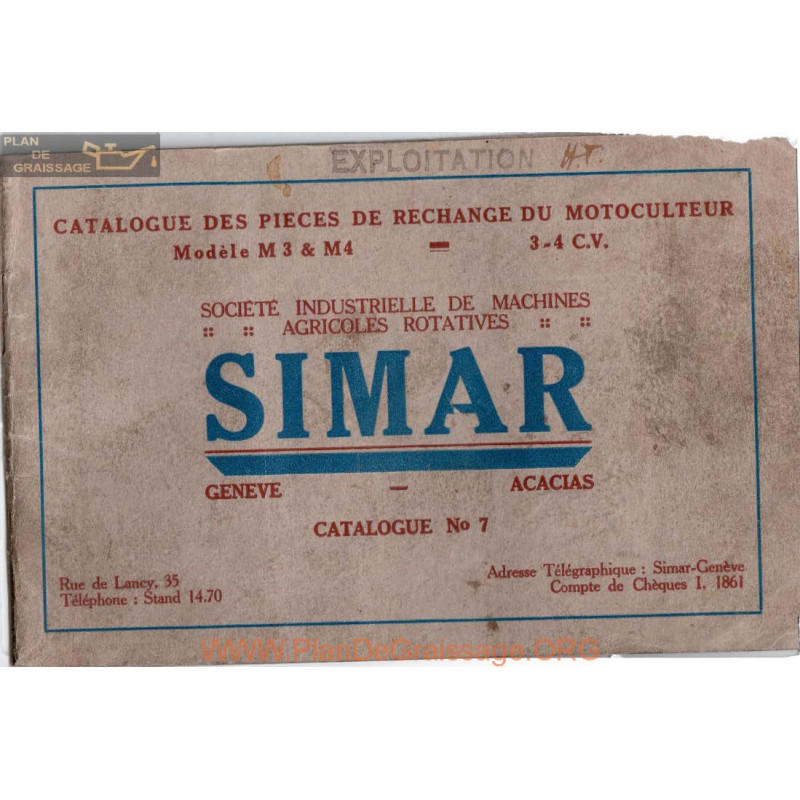 PLAN
DE
GRAISSAGE
EXPLOITATION H.T.
CATALOGUE DES PIECES DE RECHANGE DU MOTOCULTEUR
Modèle M 3 & M4 — 3-4 C.V.
SOCIÉTÉ INDUSTRIELLE DE MACHINES
:: :: AGRICOLES ROTATIVES :: ::
SIMAR
GENEVE — ACACIAS
CATALOGUE No 7
Rue de Lancy, 35
Téléphone : Stand 14.70
Adresse Télégraphique : Simar-Genève
Compte de Chèques I. 1861
www.PlanDeGraissage.ORG